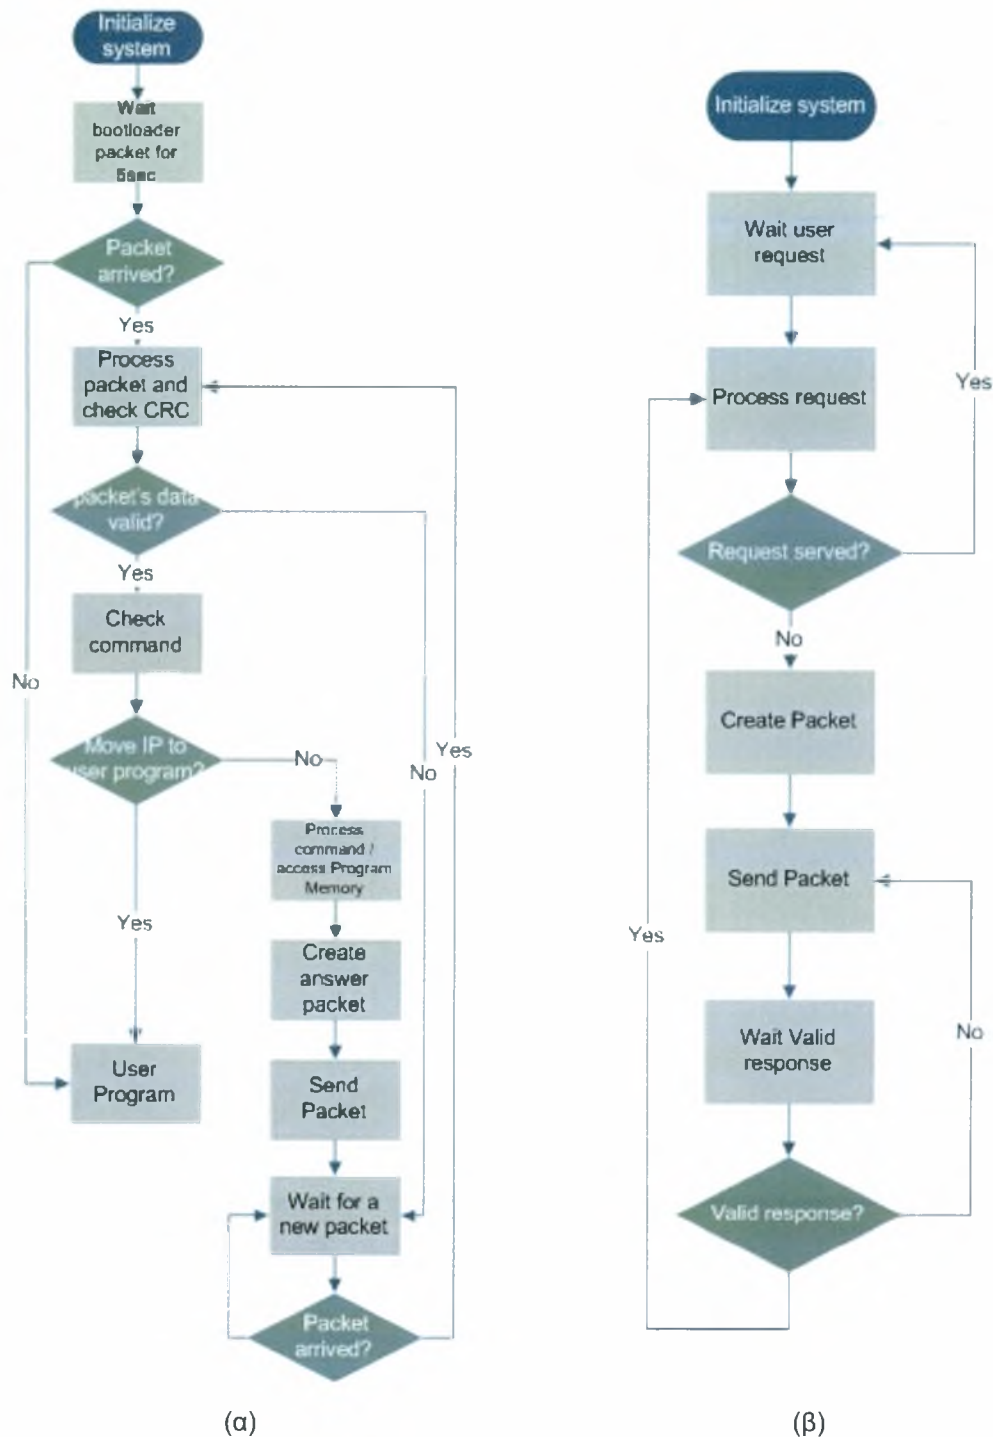 Initialize
system
Wait
bootloader
packet for
5sec
Packet
arrived?
Yes
Process
packet and
check CRC
packet's data
valid?
Yes
Check
command
No
Move IP to
user program?
No
Yes
No
Process
command /
access Program
Memory
Yes
Create
answer
packet
User
Program
Send
Packet
Wait for a
new packet
Packet
arrived?
(α)
Initialize system
Wait user
request
Yes
Process request
Request served?
No
Create Packet
Send Packet
Yes
No
Wait Valid
response
Valid response?
(β)